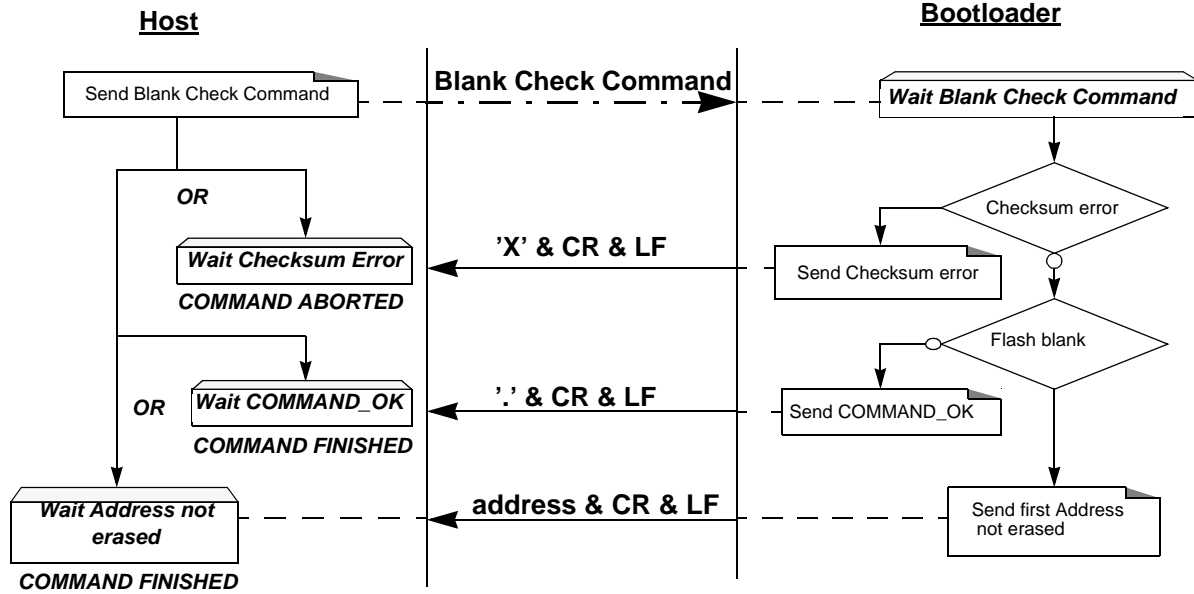 Host
Bootloader
Send Blank Check Command
Blank Check Command
Wait Blank Check Command
OR
Checksum error
Wait Checksum Error
’X’ & CR & LF
Send Checksum error
COMMAND ABORTED
Flash blank
OR
Wait COMMAND_OK
’.’ & CR & LF
Send COMMAND_OK
COMMAND FINISHED
Wait Address not
erased
address & CR & LF
Send first Address
not erased
COMMAND FINISHED